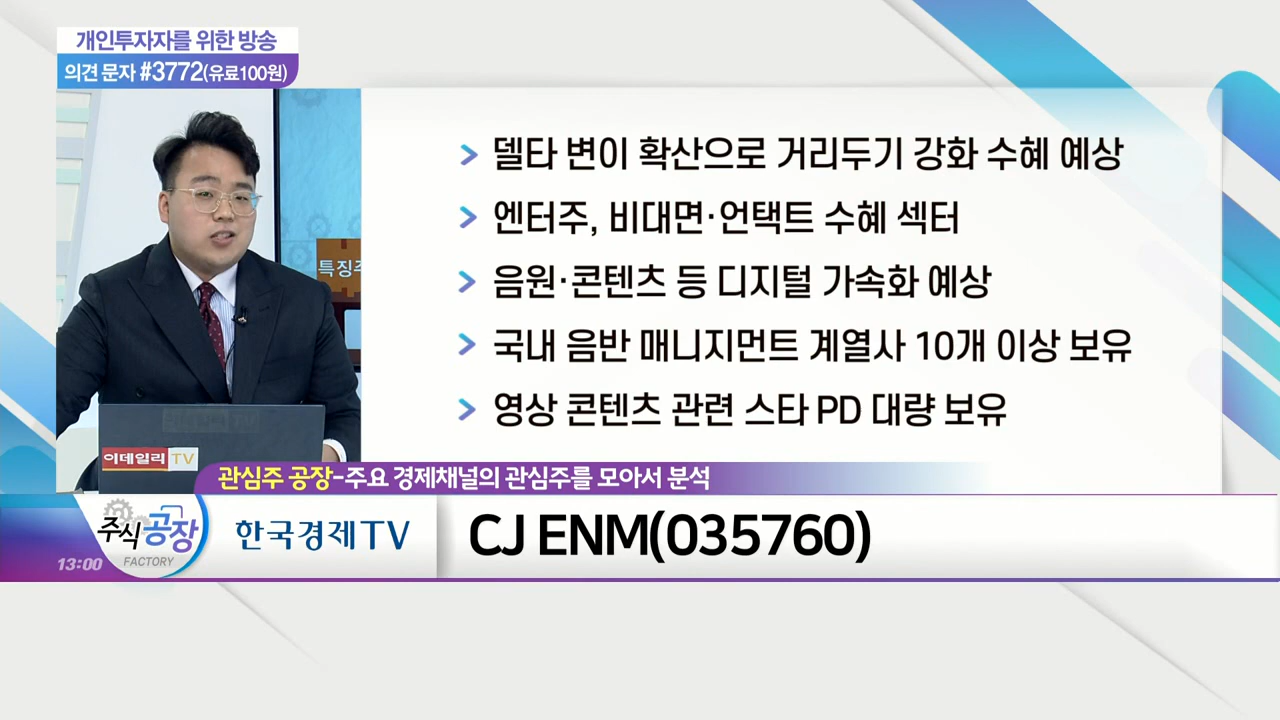 개인투자자를 위한 방송
의견 문자 #3772(유료100원)
특징주
이데일리 TV
> 델타 변이 확산으로 거리두기 강화 수혜 예상
> 엔터주, 비대면·언택트 수혜 섹터
> 음원·콘텐츠 등 디지털 가속화 예상
> 국내 음반 매니지먼트 계열사 10개 이상 보유
> 영상 콘텐츠 관련 스타 PD 대량 보유
관심주 공장-주요 경제채널의 관심주를 모아서 분석
주식공장
FACTORY
13:00
한국경제TV
CJ ENM(035760)